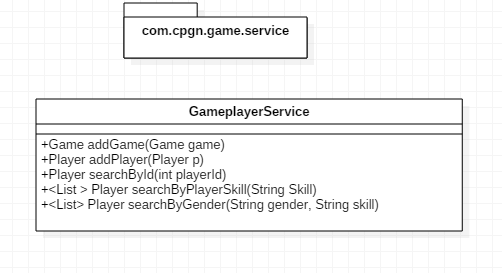 com.cpgn.game.service
GameplayerService
+Game addGame(Game game)
+Player addPlayer(Player p)
+Player searchById(int playerId)
+<List > Player searchByPlayerSkill(String Skill)
+<List> Player searchByGender(String gender, String skill)